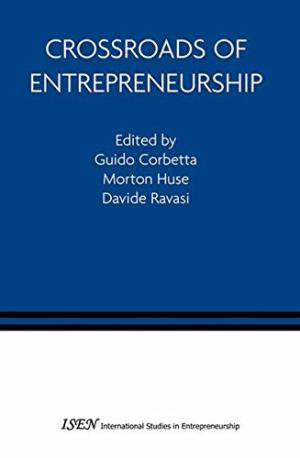 CROSSROADS OF
ENTREPRENEURSHIP
Edited by
Guido Corbetta
Morton Huse
Davide Ravasi
ISEN International Studies in Entrepreneurship